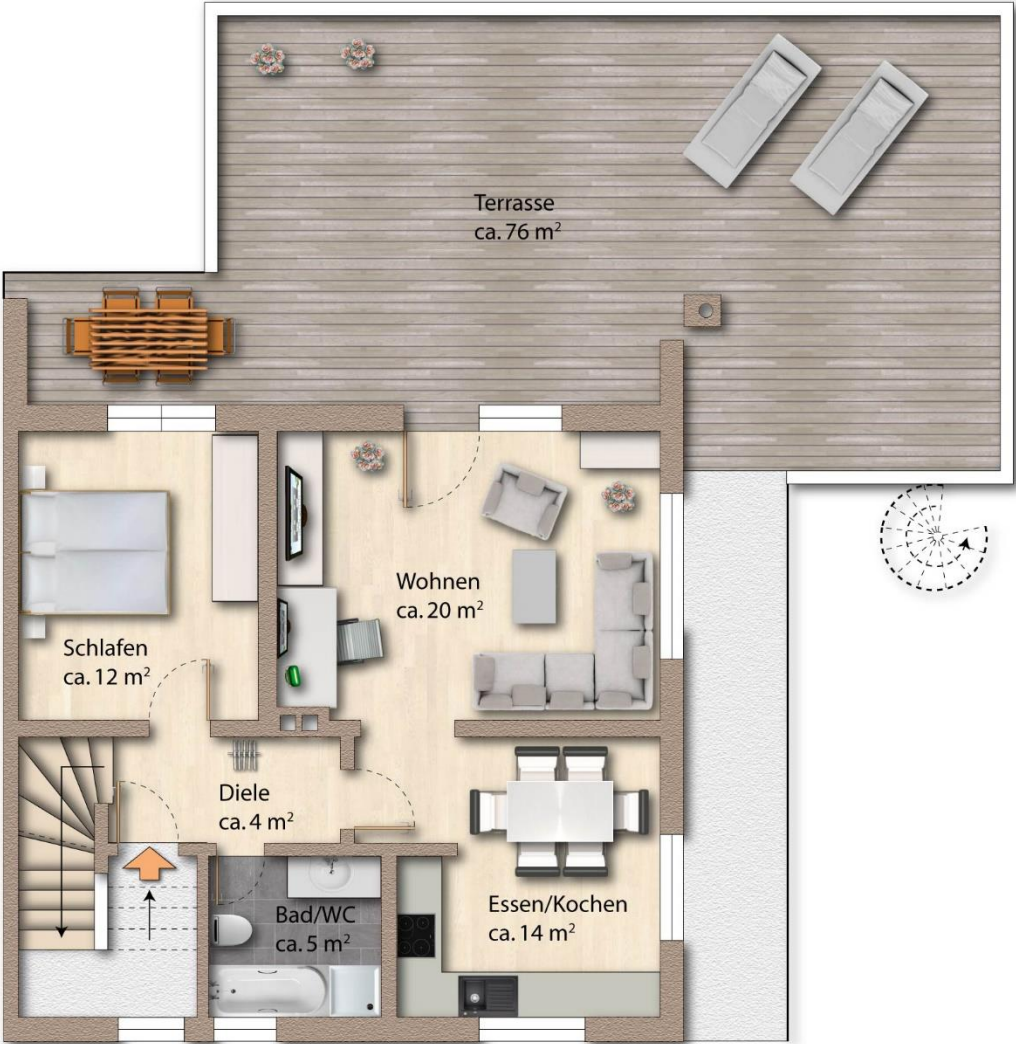 Terrasse
ca. 76 m²
Wohnen
ca. 20 m²
Schlafen
ca. 12 m²
Diele
ca. 4 m²
Essen/Kochen
ca. 14 m²
Bad/WC
ca. 5 m²